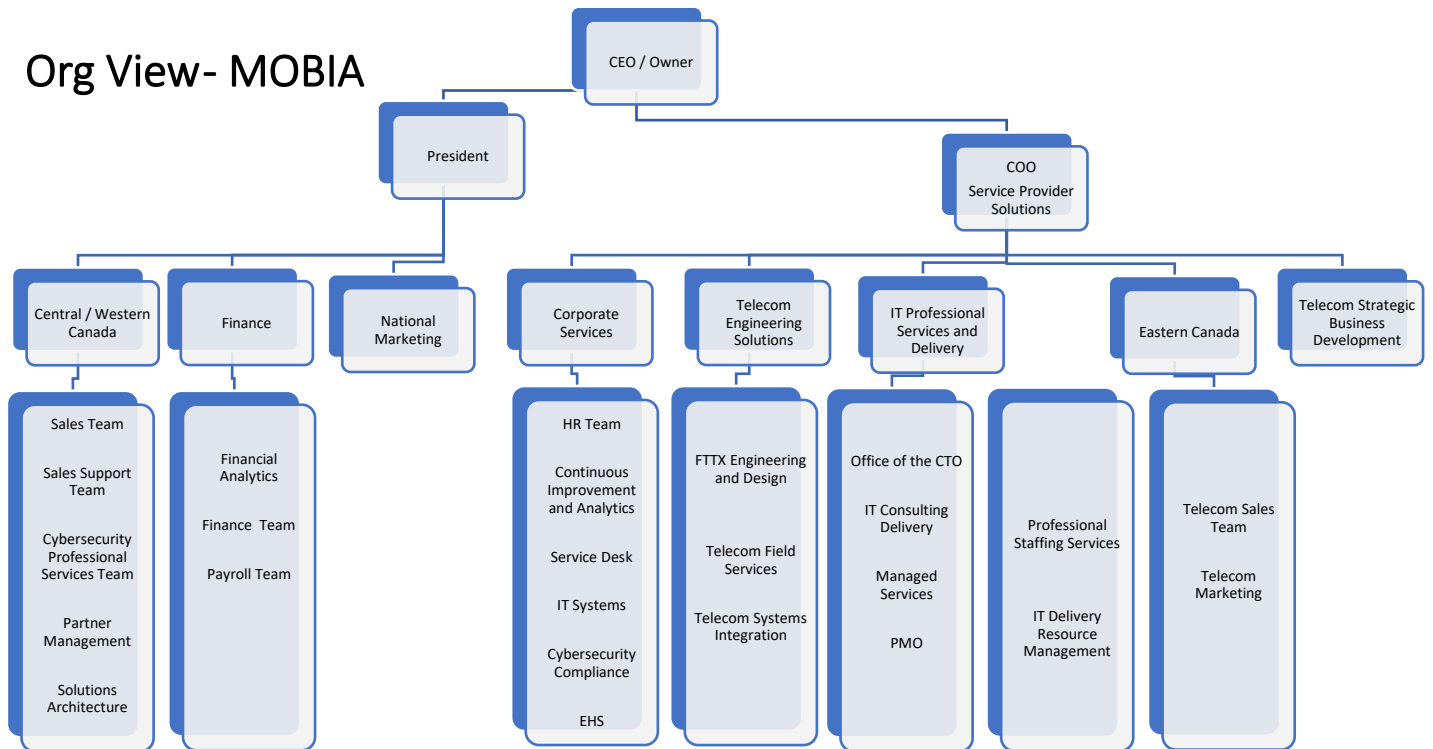 Org View- MOBIA
CEO / Owner
President
COO
Service Provider
Solutions
Central / Western
Canada
Finance
National
Marketing
Corporate
Services
Telecom
Engineering
Solutions
IT Professional
Services and
Delivery
Eastern Canada
Telecom Strategic
Business
Development
Sales Team
Sales Support
Team
Cybersecurity
Professional
Services Team
Partner
Management
Solutions
Architecture
Financial
Analytics
Finance Team
Payroll Team
HR Team
Continuous
Improvement
and Analytics
Service Desk
IT Systems
Cybersecurity
Compliance
EHS
FTTX Engineering
and Design
Telecom Field
Services
Telecom Systems
Integration
Office of the CTO
IT Consulting
Delivery
Managed
Services
PMO
Professional
Staffing Services
IT Delivery
Resource
Management
Telecom Sales
Team
Telecom
Marketing